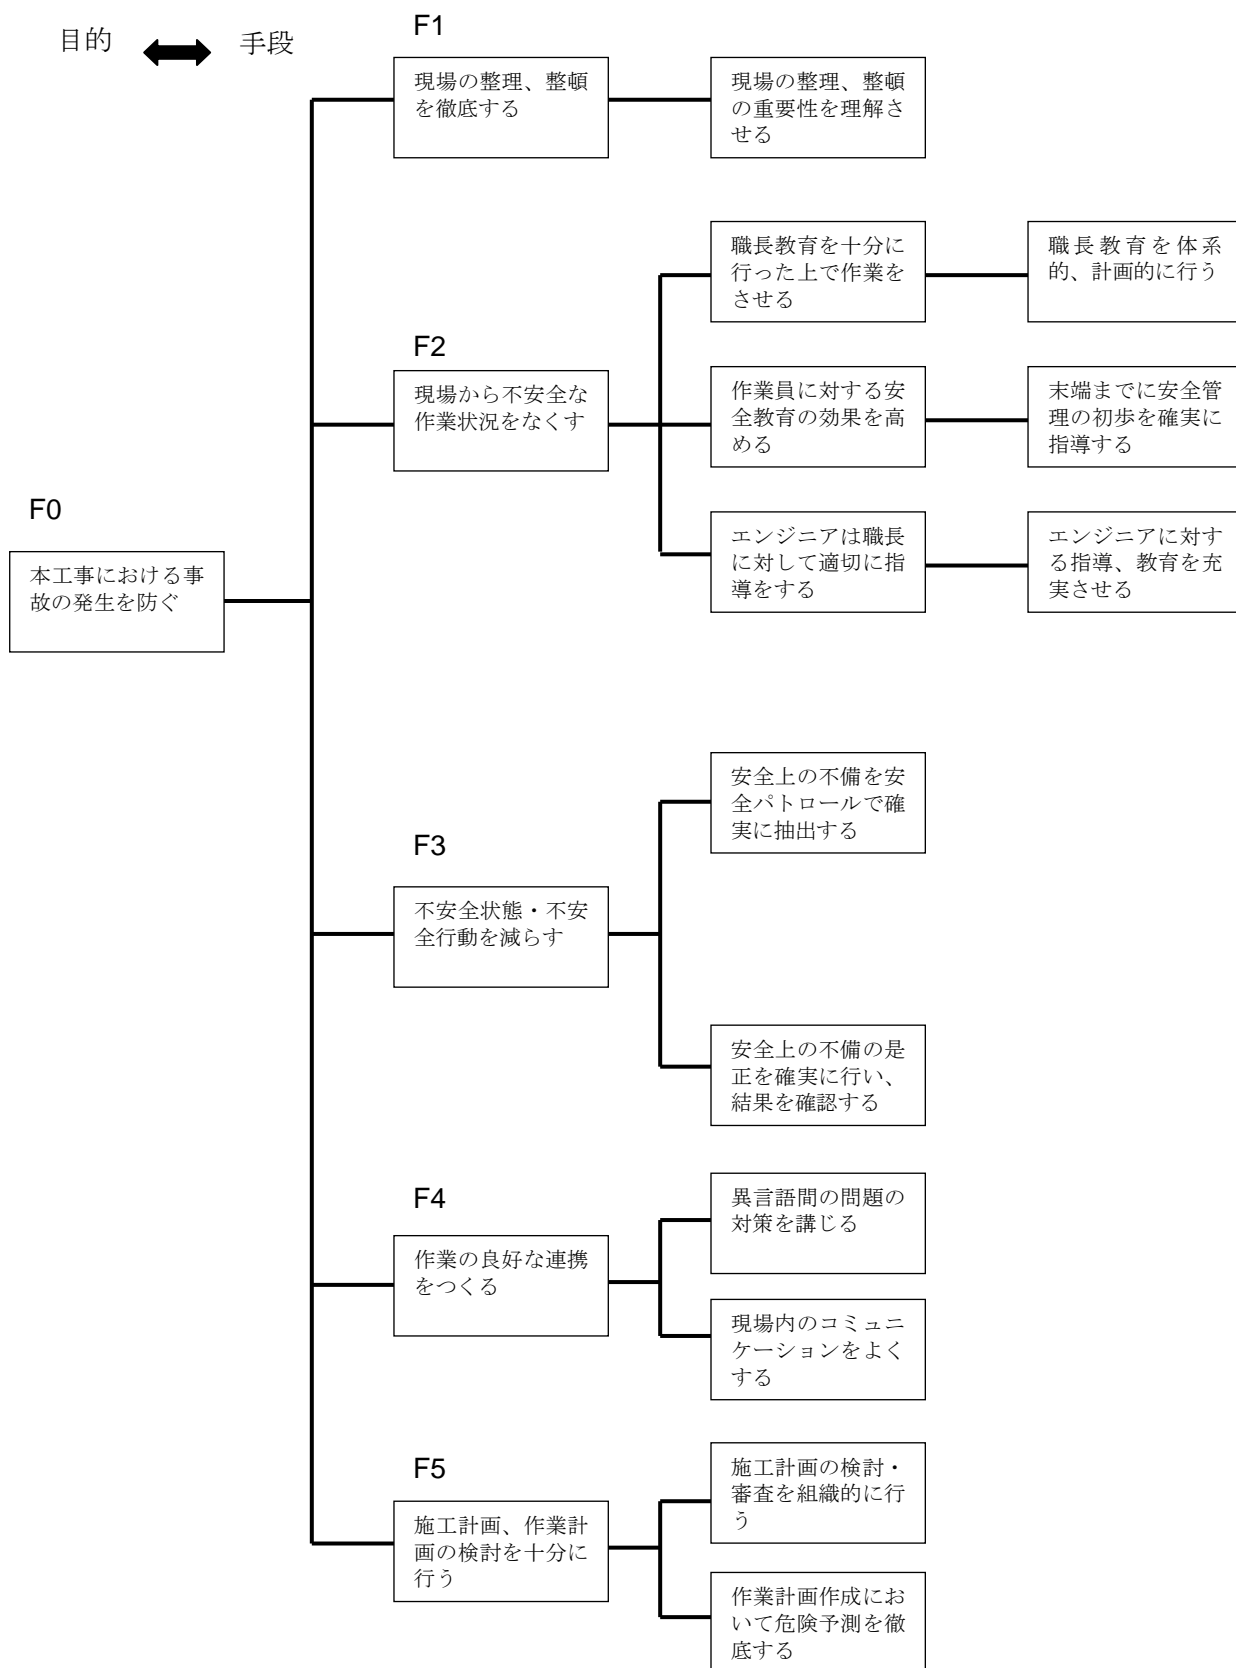 目的 手段
F1
現場の整理、整頓
を徹底する
現場の整理、整頓
の重要性を理解さ
せる
職長教育を十分に
行った上で作業を
させる
職長教育を体系
的、計画的に行う
F2
現場から不安全な
作業状況をなくす
作業員に対する安
全教育の効果を高
める
末端までに安全管
理の初歩を確実に
指導する
エンジニアは職長
に対して適切に指
導をする
エンジニアに対す
る指導、教育を充
実させる
F0
本工事における事
故の発生を防ぐ
安全上の不備を安
全パトロールで確
実に抽出する
F3
不安全状態・不安
全行動を減らす
安全上の不備の是
正を確実に行い、
結果を確認する
F4
作業の良好な連携
をつくる
異言語間の問題の
対策を講じる
現場内のコミュニ
ケーションをよく
する
F5
施工計画、作業計
画の検討を十分に
行う
施工計画の検討・
審査を組織的に行
う
作業計画作成にお
いて危険予測を徹
底する